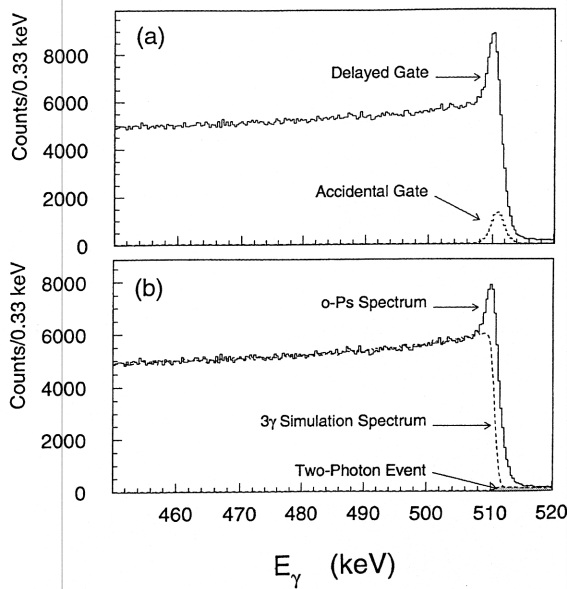 (a)
Counts/0.33 keV
8000
6000
4000
2000
0
Delayed Gate
Accidental Gate
(b)
Counts/0.33 keV
8000
6000
4000
2000
0
o-Ps Spectrum
3γ Simulation Spectrum
Two-Photon Event
460 470 480 490 500 510 520
Eγ (keV)